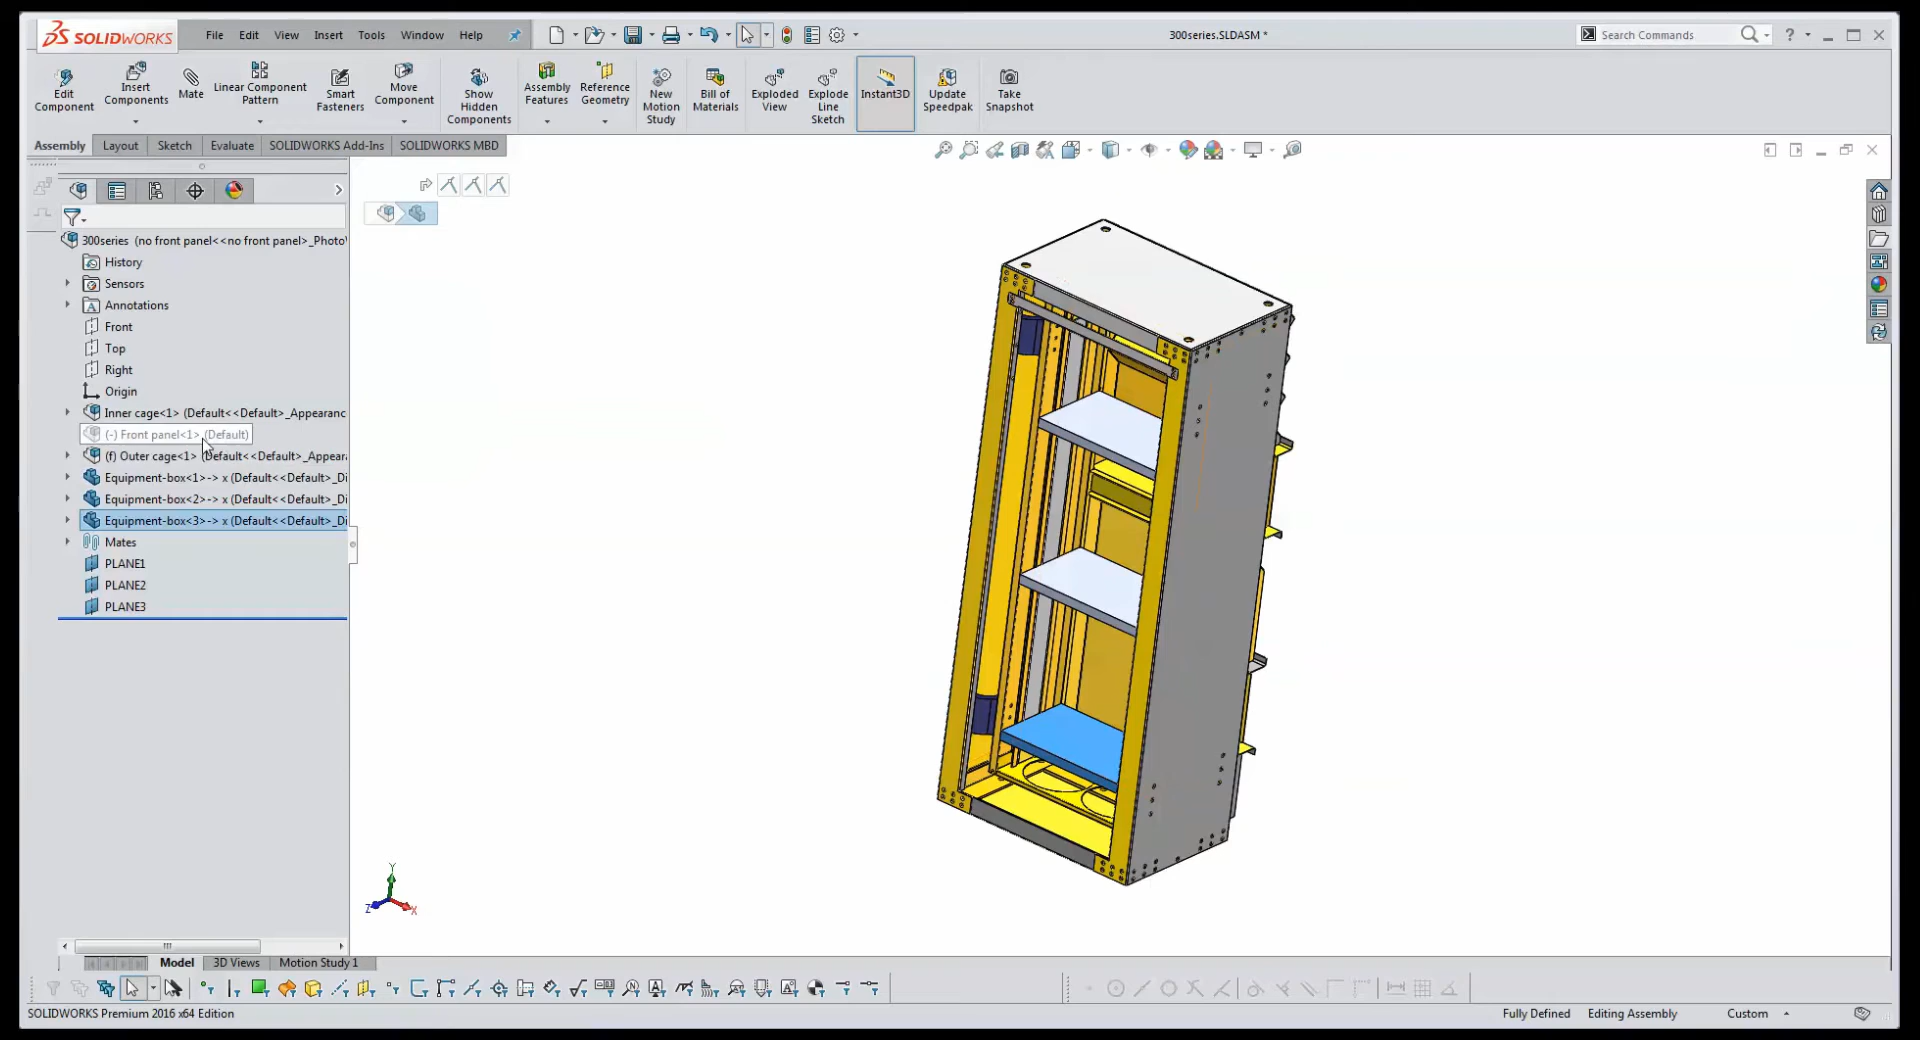 SOLIDWORKS File Edit View Insert Tools Window Help 300series.SLDASM * Search Commands ?
Edit Component
Insert Components
Mate
Linear Component Pattern
Smart Fasteners
Move Component
Show Hidden Components
Assembly Features
Reference Geometry
New Motion Study
Bill of Materials
Exploded View
Explode Line Sketch
Instant3D
Update Speedpak
Take Snapshot
Assembly Layout Sketch Evaluate SOLIDWORKS Add-Ins SOLIDWORKS MBD
300series (no front panel<<no front panel>_Photo
History
Sensors
Annotations
Front
Top
Right
Origin
Inner cage<1> (Default<<Default>_Appearanc
(-) Front panel<1> (Default)
(f) Outer cage<1> (Default<<Default>_Appear
Equipment-box<1>-> x (Default<<Default>_Di
Equipment-box<2>-> x (Default<<Default>_Di
Equipment-box<3>-> x (Default<<Default>_Di
Mates
PLANE1
PLANE2
PLANE3
Y
Z X
Model 3D Views Motion Study 1
SOLIDWORKS Premium 2016 x64 Edition Fully Defined Editing Assembly Custom